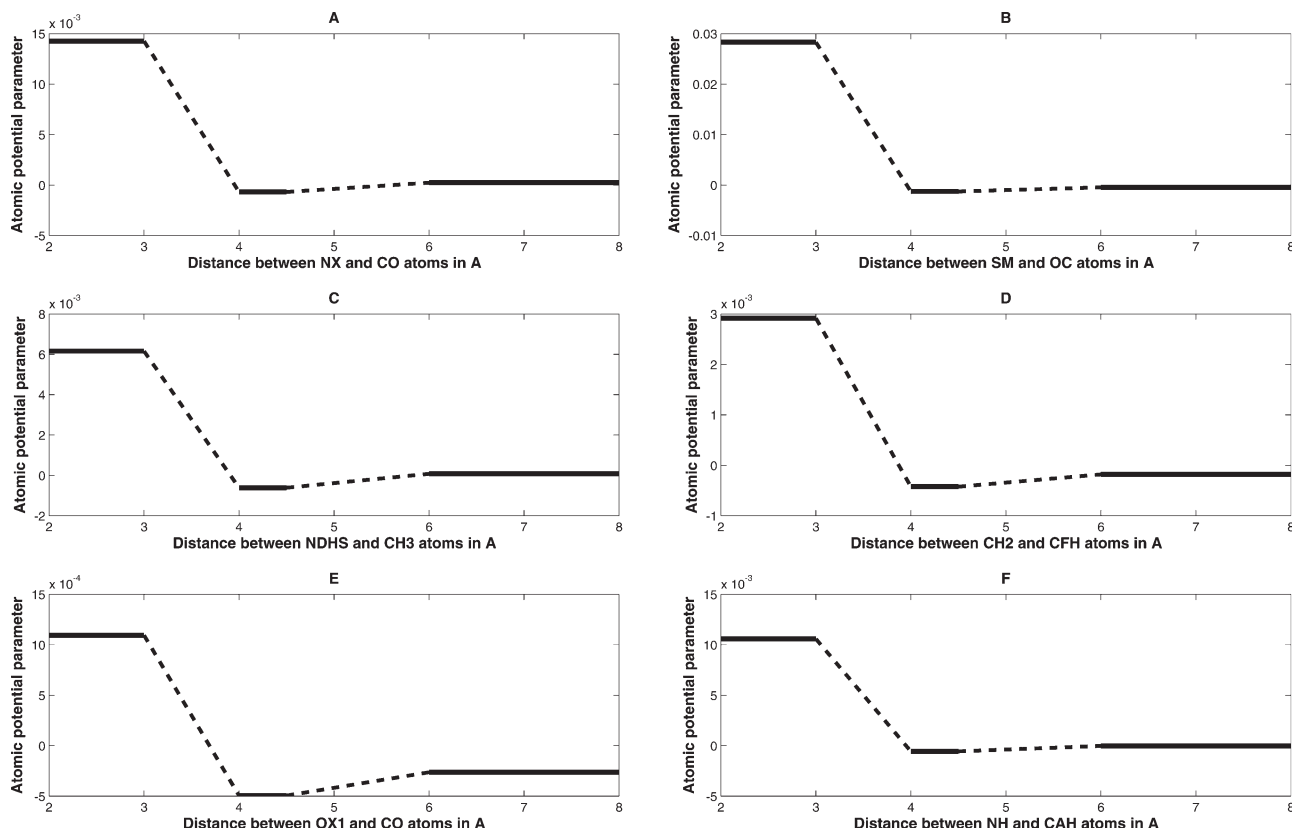 A
x 10-3
15
10
5
0
-5
2 3 4 5 6 7 8
Atomic potential parameter
Distance between NX and CO atoms in A
B
0.03
0.02
0.01
0
-0.01
2 3 4 5 6 7 8
Atomic potential parameter
Distance between SM and OC atoms in A
C
x 10-3
8
6
4
2
0
-2
2 3 4 5 6 7 8
Atomic potential parameter
Distance between NDHS and CH3 atoms in A
D
x 10-3
3
2
1
0
-1
2 3 4 5 6 7 8
Atomic potential parameter
Distance between CH2 and CFH atoms in A
E
x 10-4
15
10
5
0
-5
2 3 4 5 6 7 8
Atomic potential parameter
Distance between OX1 and CO atoms in A
F
x 10-3
15
10
5
0
-5
2 3 4 5 6 7 8
Atomic potential parameter
Distance between NH and CAH atoms in A